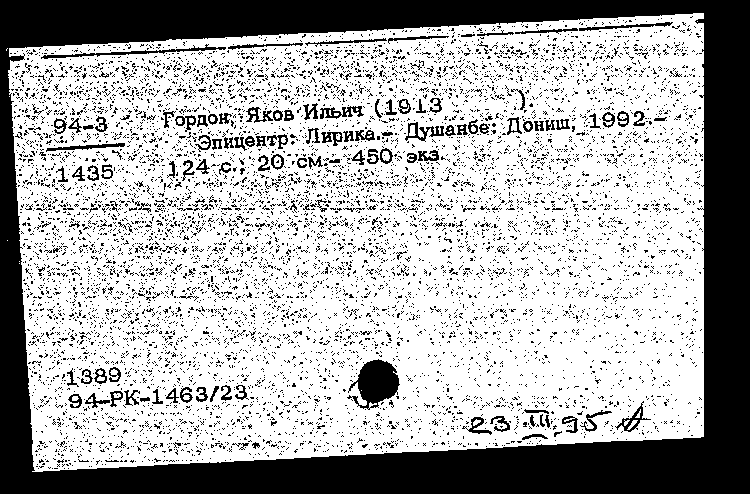 94-3
1435
Гордон, Яков Ильич (1913 ).
Эпицентр: Лирика.- Душанбе: Дониш, 1992.-
124 с.; 20 см.- 450 экз.
1389
94-РК-1463/23
23.III.95